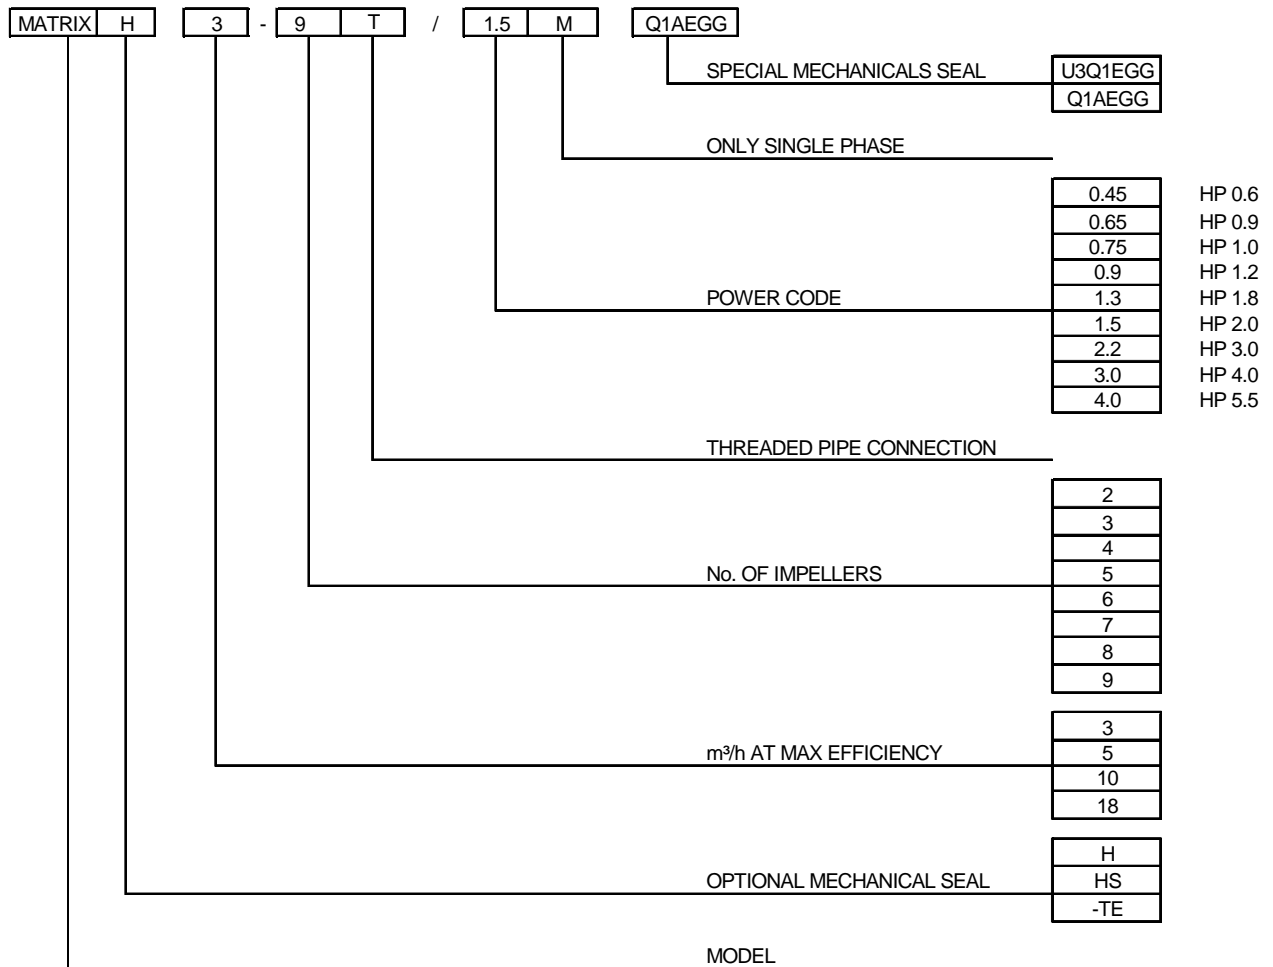 MATRIX H 3 - 9 T / 1.5 M Q1AEGG
SPECIAL MECHANICALS SEAL U3Q1EGG
Q1AEGG
ONLY SINGLE PHASE
0.45 HP 0.6
0.65 HP 0.9
0.75 HP 1.0
0.9 HP 1.2
POWER CODE 1.3 HP 1.8
1.5 HP 2.0
2.2 HP 3.0
3.0 HP 4.0
4.0 HP 5.5
THREADED PIPE CONNECTION
2
3
4
No. OF IMPELLERS 5
6
7
8
9
3
m³/h AT MAX EFFICIENCY 5
10
18
H
OPTIONAL MECHANICAL SEAL HS
-TE
MODEL